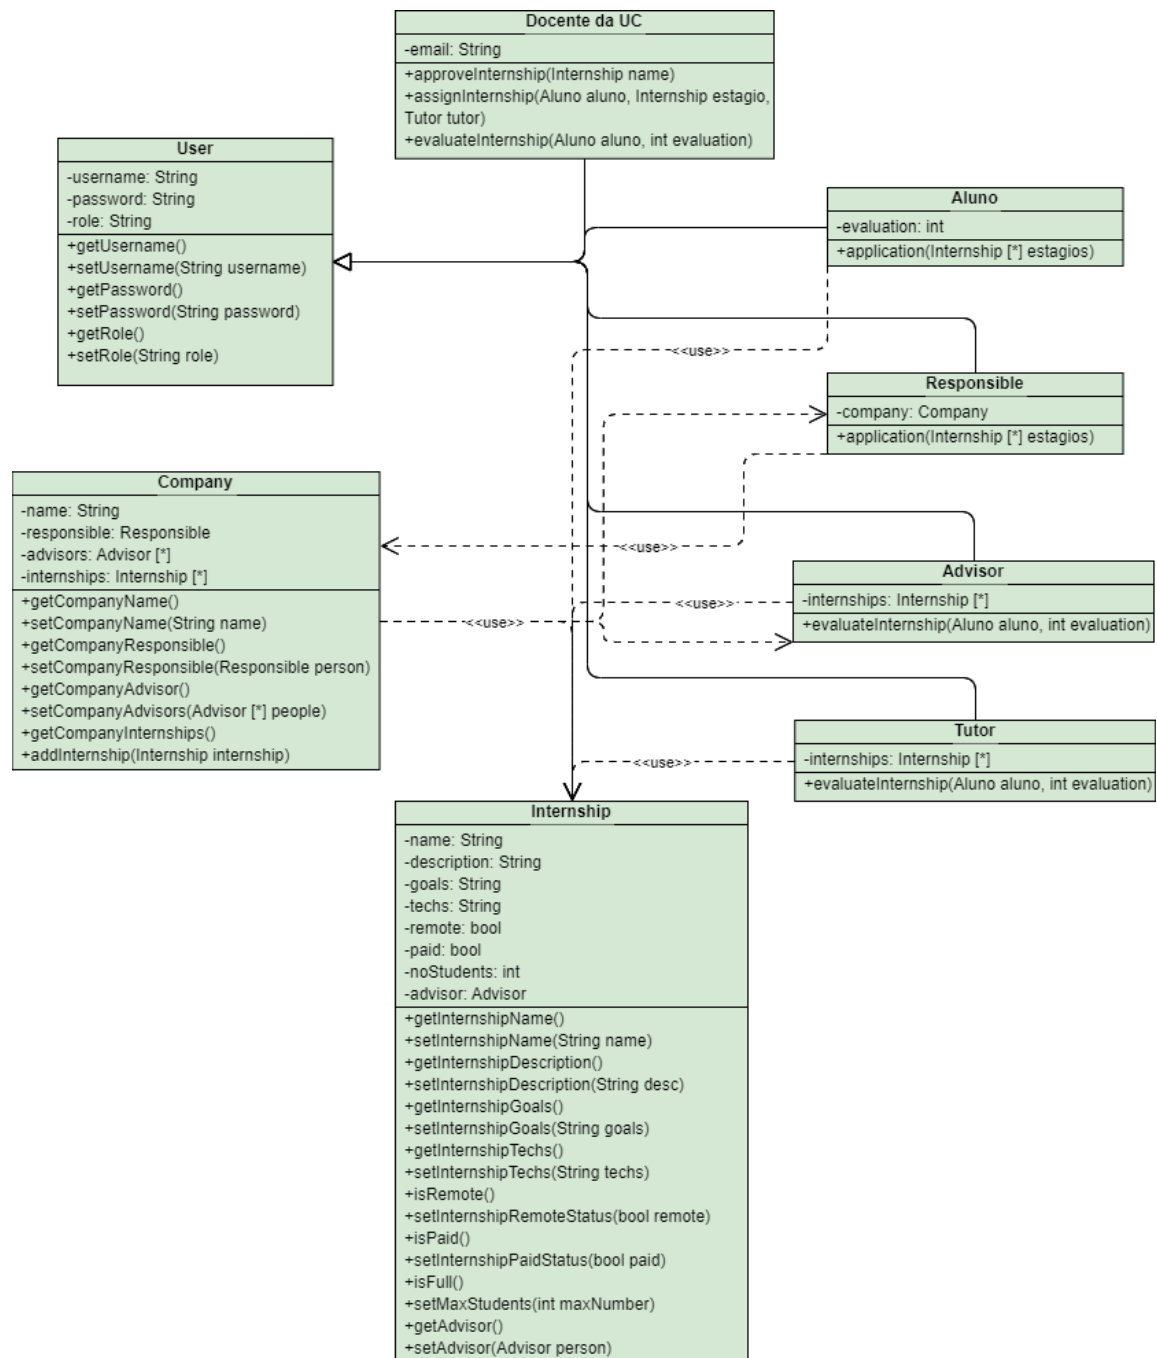 Docente da UC
-email: String
+approveInternship(Internship name)
+assignInternship(Aluno aluno, Internship estagio,
Tutor tutor)
+evaluateInternship(Aluno aluno, int evaluation)
User
-username: String
-password: String
-role: String
+getUsername()
+setUsername(String username)
+getPassword()
+setPassword(String password)
+getRole()
+setRole(String role)
Aluno
-evaluation: int
+application(Internship [*] estagios)
<<use>>
Responsible
-company: Company
+application(Internship [*] estagios)
Company
-name: String
-responsible: Responsible
-advisors: Advisor [*]
-internships: Internship [*]
+getCompanyName()
+setCompanyName(String name)
+getCompanyResponsible()
+setCompanyResponsible(Responsible person)
+getCompanyAdvisor()
+setCompanyAdvisors(Advisor [*] people)
+getCompanyInternships()
+addInternship(Internship internship)
<<use>>
<<use>>
<<use>>
Advisor
-internships: Internship [*]
+evaluateInternship(Aluno aluno, int evaluation)
Tutor
-internships: Internship [*]
+evaluateInternship(Aluno aluno, int evaluation)
<<use>>
Internship
-name: String
-description: String
-goals: String
-techs: String
-remote: bool
-paid: bool
-noStudents: int
-advisor: Advisor
+getInternshipName()
+setInternshipName(String name)
+getInternshipDescription()
+setInternshipDescription(String desc)
+getInternshipGoals()
+setInternshipGoals(String goals)
+getInternshipTechs()
+setInternshipTechs(String techs)
+isRemote()
+setInternshipRemoteStatus(bool remote)
+isPaid()
+setInternshipPaidStatus(bool paid)
+isFull()
+setMaxStudents(int maxNumber)
+getAdvisor()
+setAdvisor(Advisor person)